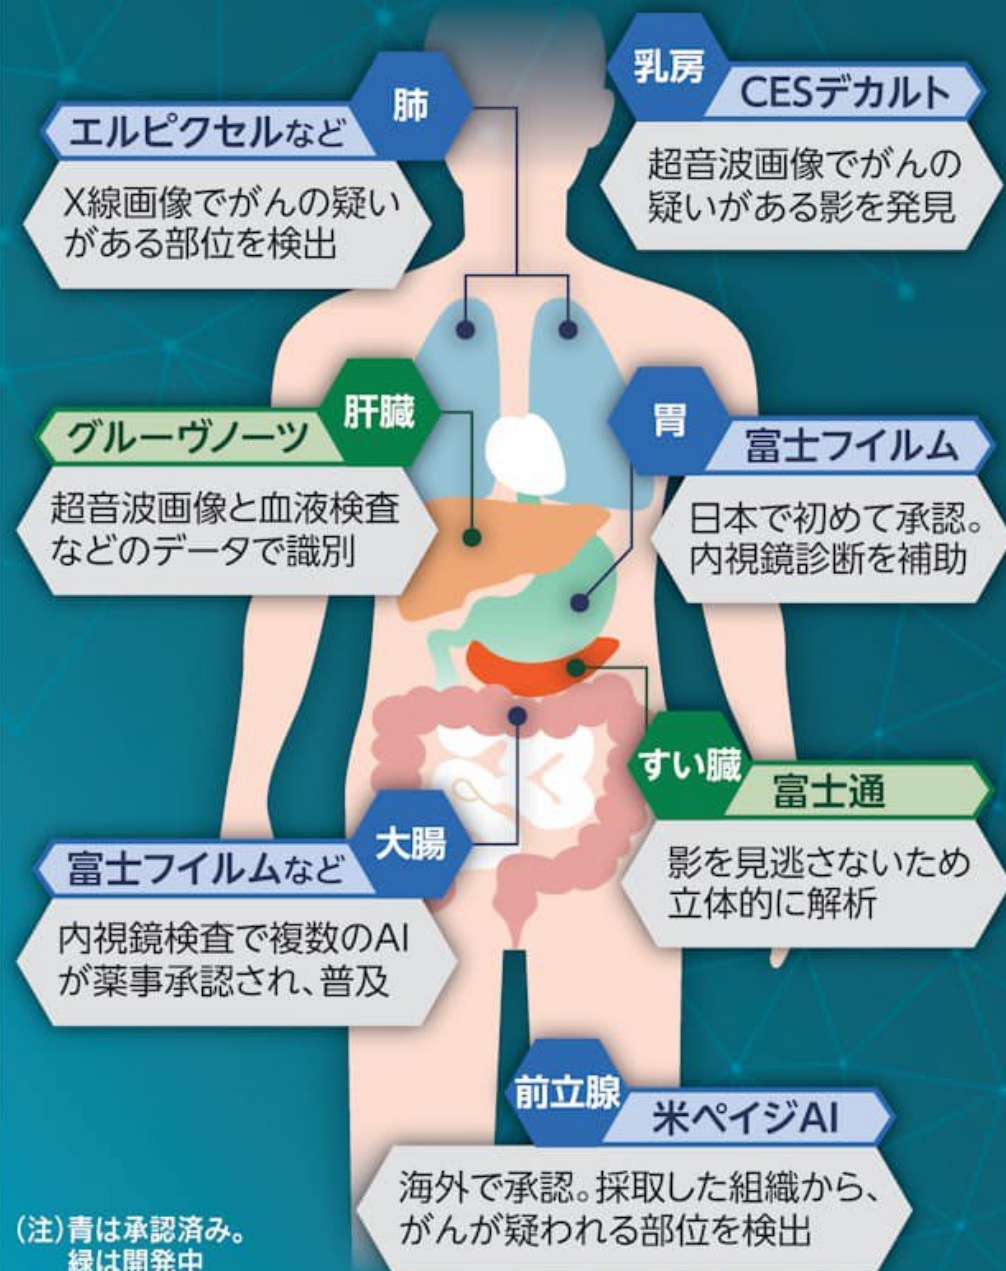 肺
エルピクセルなど
X線画像でがんの疑い
がある部位を検出
乳房
CESデカルト
超音波画像でがんの
疑いがある影を発見
肝臓
グルーヴノーツ
超音波画像と血液検査
などのデータで識別
胃
富士フイルム
日本で初めて承認。
内視鏡診断を補助
すい臓
富士通
影を見逃さないため
立体的に解析
大腸
富士フイルムなど
内視鏡検査で複数のAI
が薬事承認され、普及
前立腺
米ペイジAI
海外で承認。採取した組織から、
がんが疑われる部位を検出
(注)青は承認済み。
緑は開発中